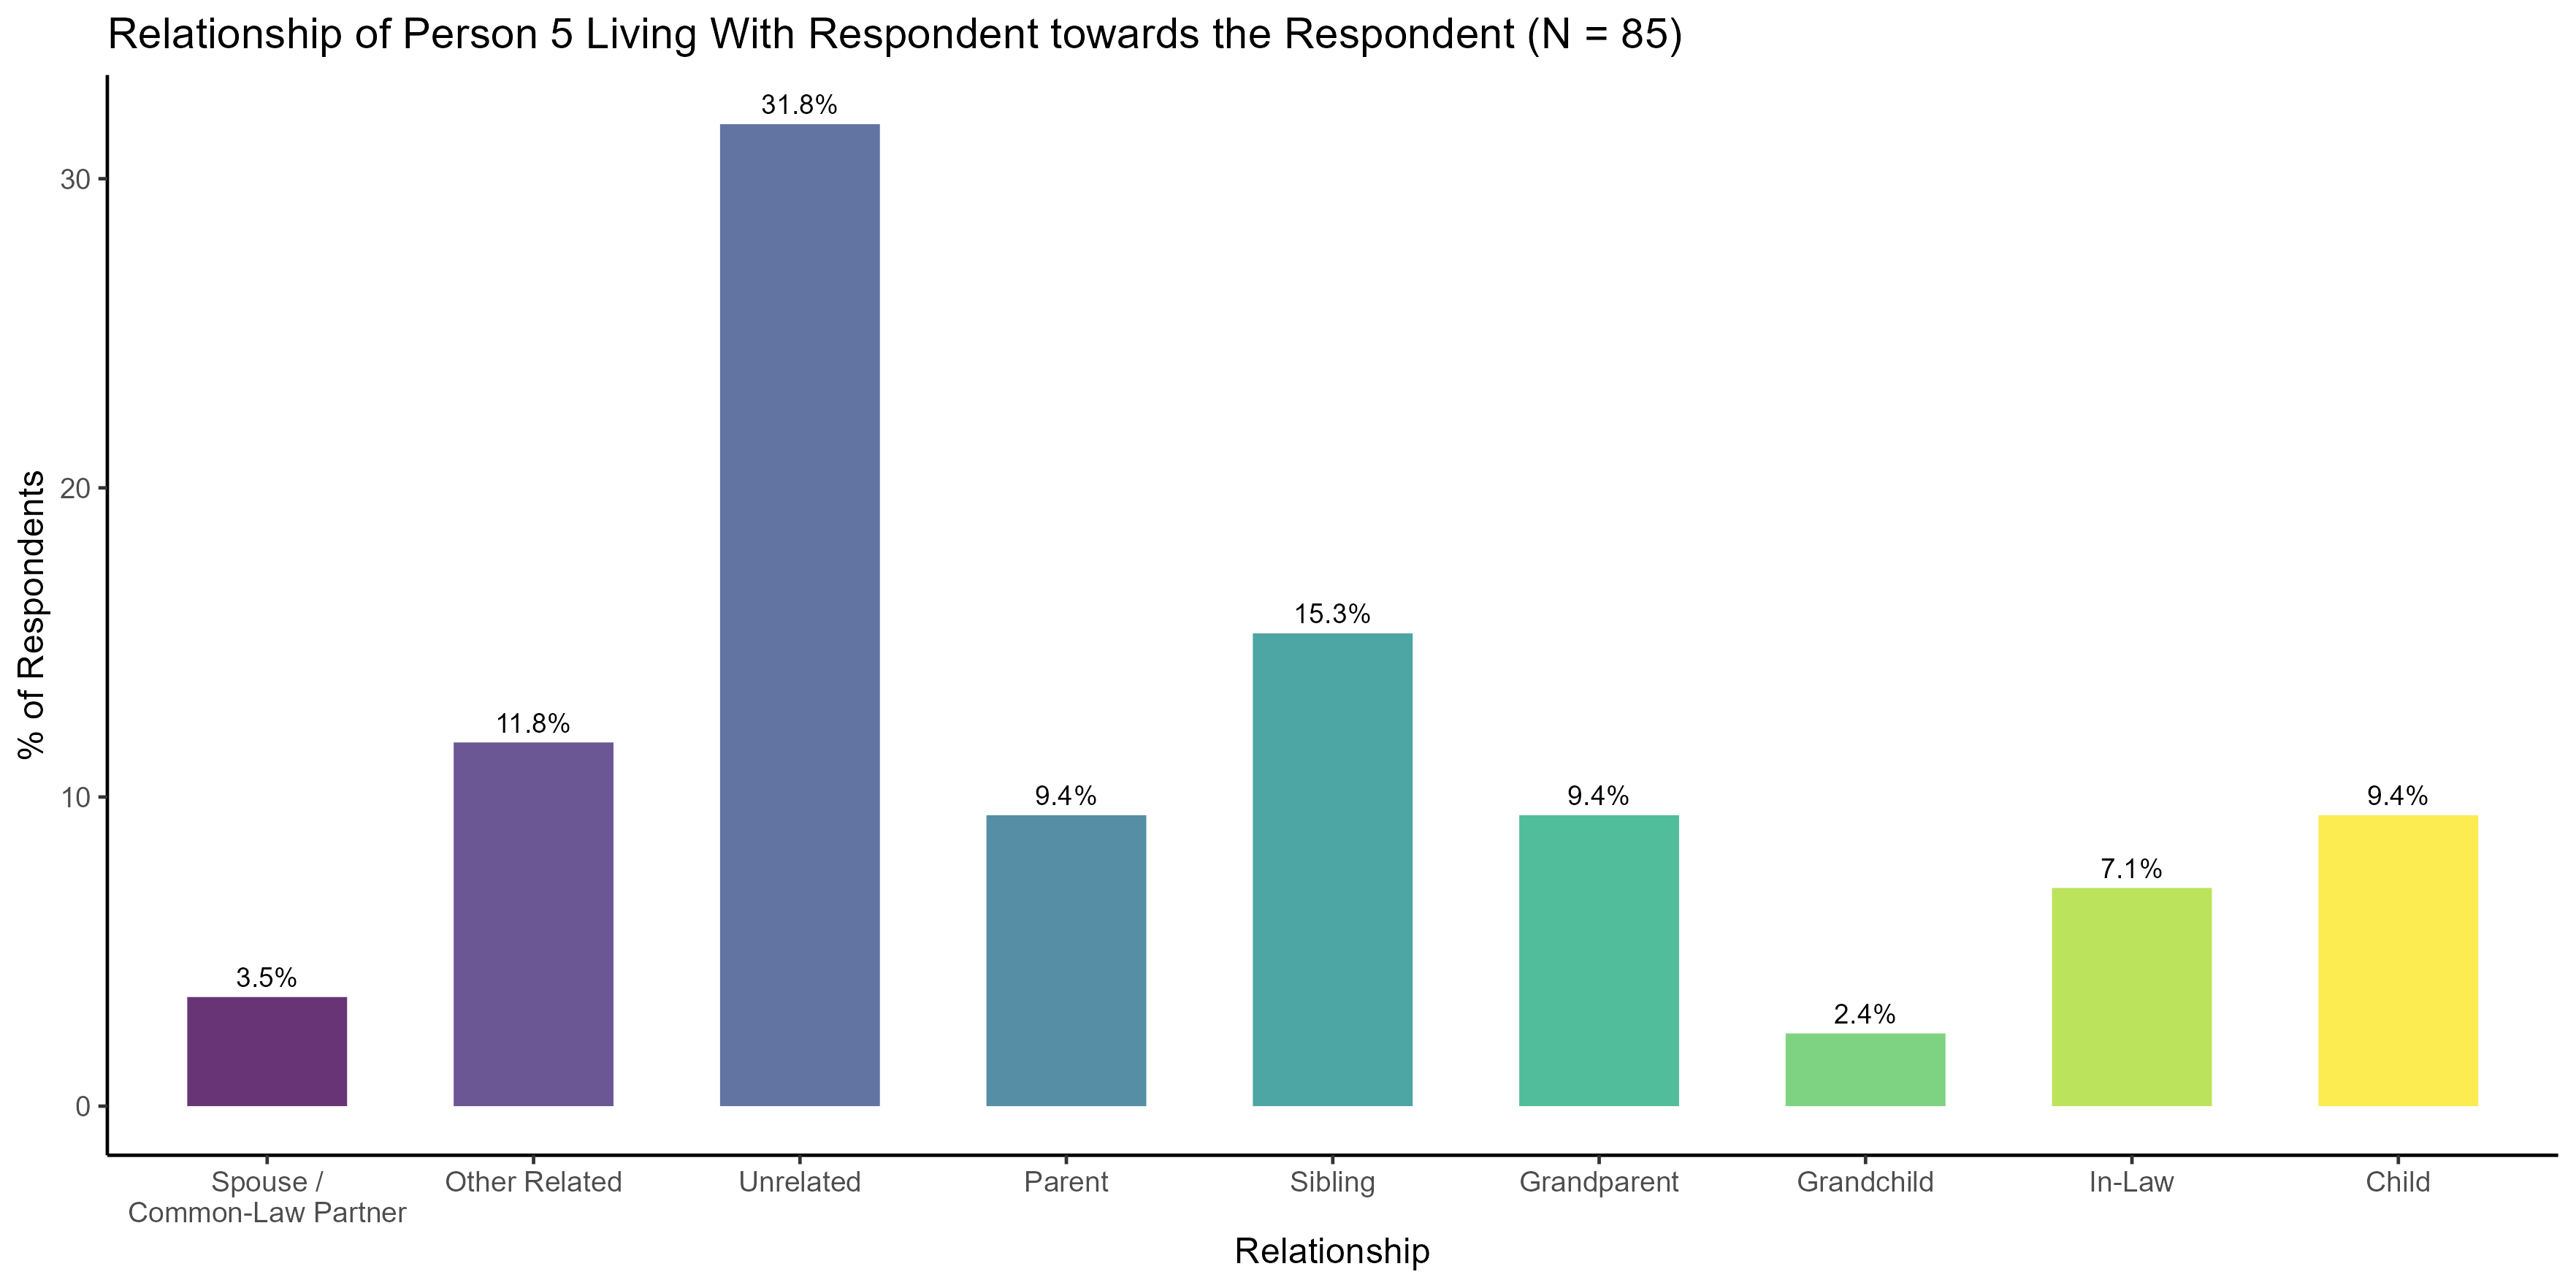 Relationship of Person 5 Living With Respondent towards the Respondent (N = 85)
% of Respondents
30
20
10
0
3.5%
11.8%
31.8%
9.4%
15.3%
9.4%
2.4%
7.1%
9.4%
Spouse /
Common-Law Partner
Other Related
Unrelated
Parent
Sibling
Grandparent
Grandchild
In-Law
Child
Relationship